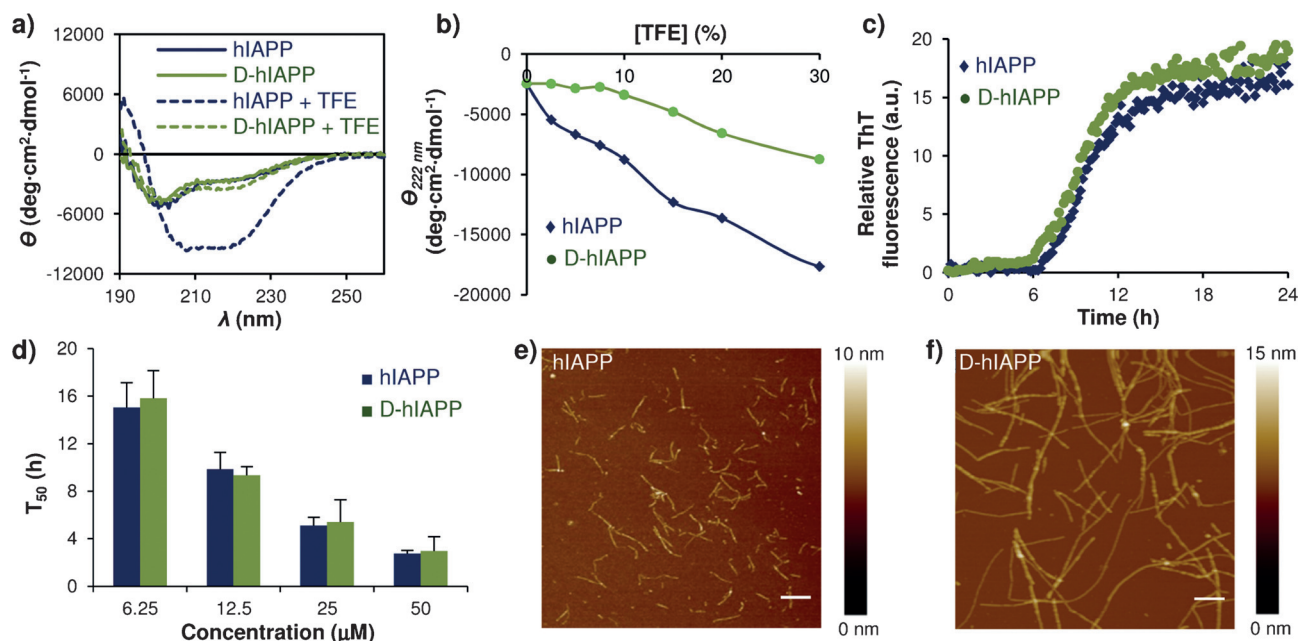 a)
12000
6000
0
-6000
-12000
Θ (deg·cm²·dmol⁻¹)
hIAPP
D-hIAPP
hIAPP + TFE
D-hIAPP + TFE
190 210 230 250
λ (nm)
b)
[TFE] (%)
0 10 20 30
0
-5000
-10000
-15000
-20000
Θ222 nm
(deg·cm²·dmol⁻¹)
hIAPP
D-hIAPP
c)
20
15
10
5
0
Relative ThT
fluorescence (a.u.)
hIAPP
D-hIAPP
0 6 12 18 24
Time (h)
d)
20
16
12
8
4
0
T₅₀ (h)
hIAPP
D-hIAPP
6.25 12.5 25 50
Concentration (µM)
e)
hIAPP
10 nm
0 nm
f)
D-hIAPP
15 nm
0 nm